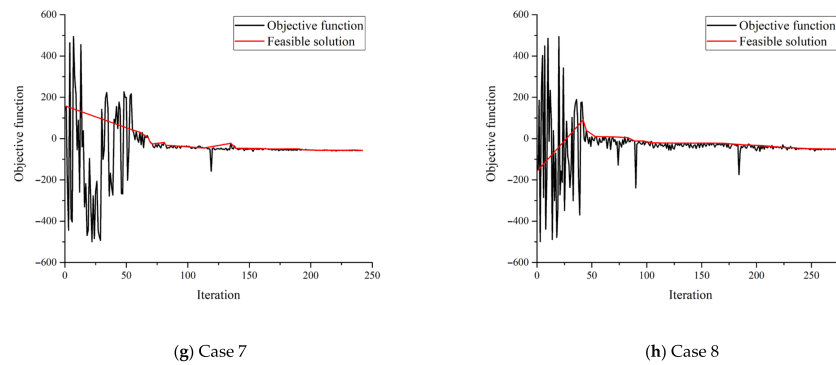 600
400
200
0
−200
−400
−600
Objective function
Objective function
Feasible solution
0
50
100
150
200
250
Iteration
(g) Case 7
600
400
200
0
−200
−400
−600
Objective function
Objective function
Feasible solution
0
50
100
150
200
250
Iteration
(h) Case 8